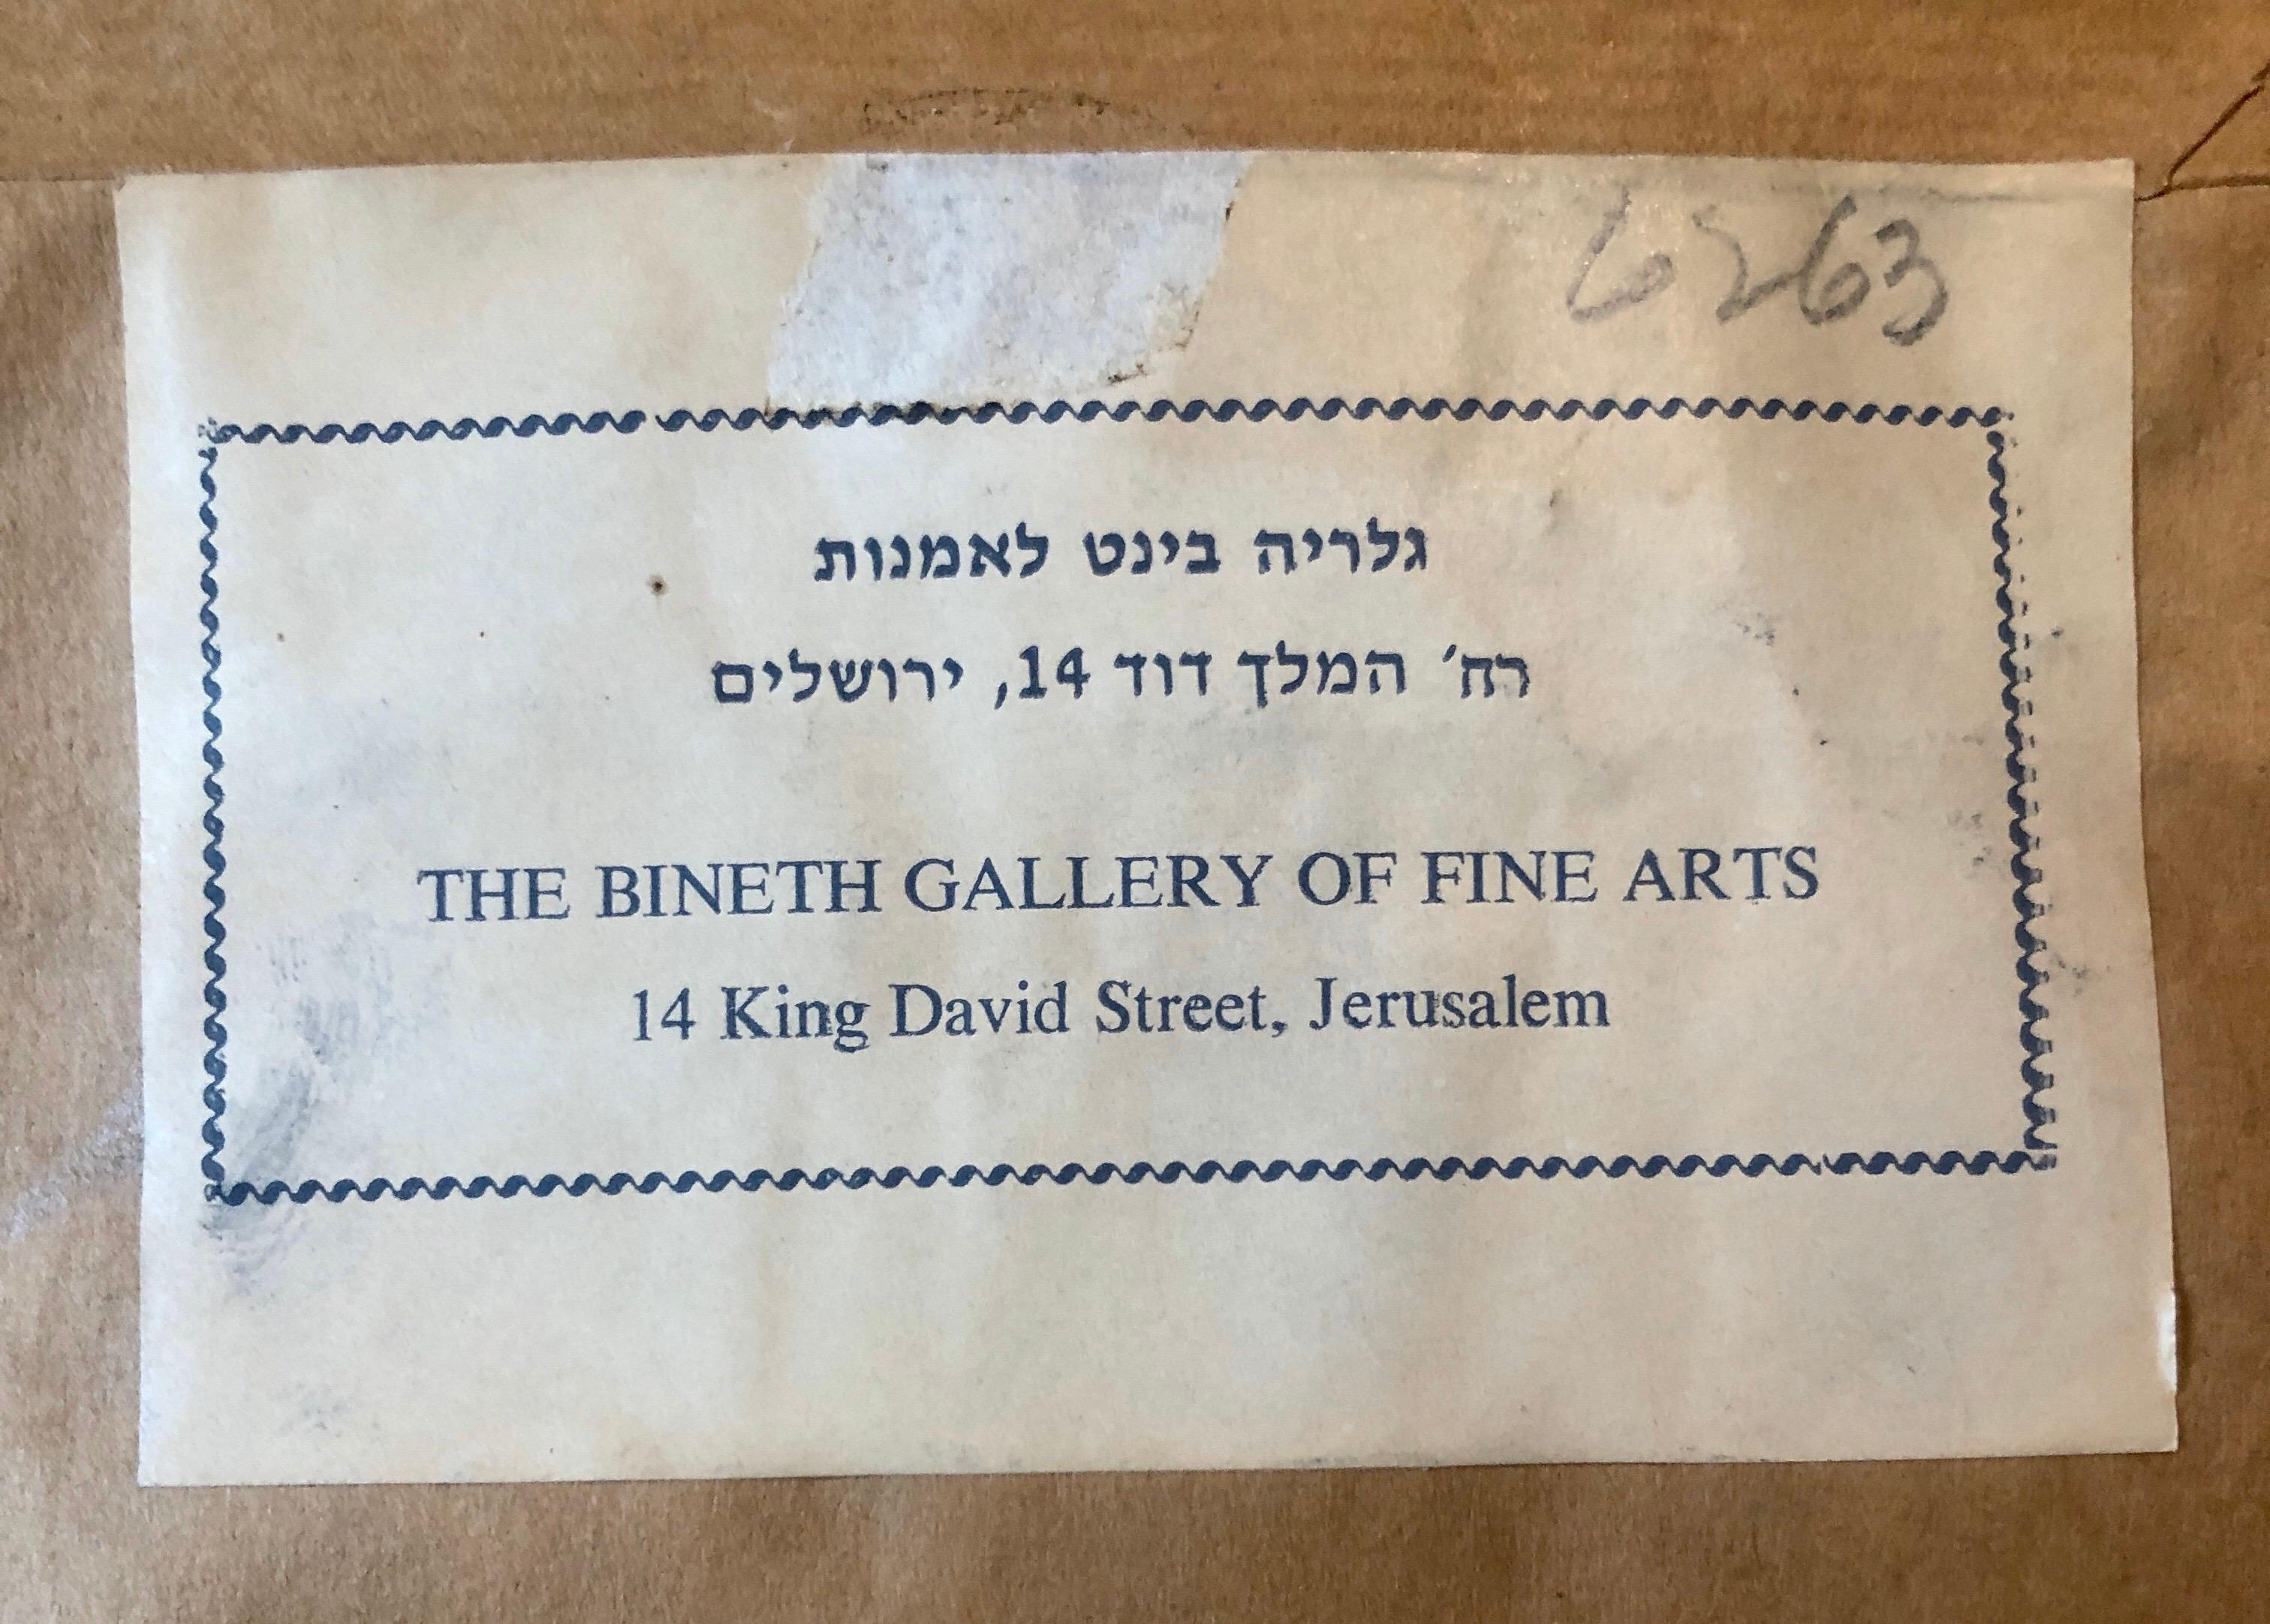 6263
גלריה בינט לאמנות
רח' המלך דוד 14, ירושלים
THE BINETH GALLERY OF FINE ARTS
14 King David Street, Jerusalem